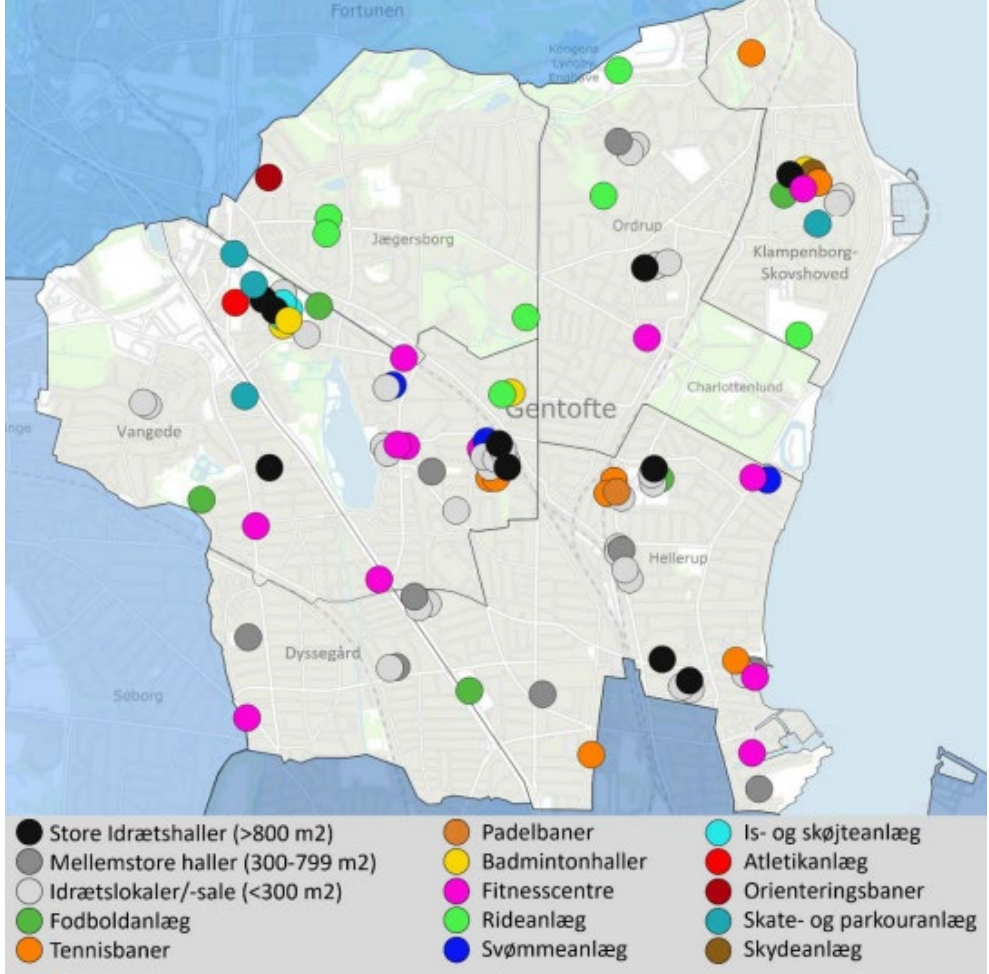 Fortunen
Kongens
Lyngby
Enghave
Ordrup
Jægersborg
Klampenborg-
Skovshoved
Charlottenlund
Gentofte
Vangede
Hellerup
Dyssegård
Søborg
Store Idrætshaller (>800 m2)
Mellemstore haller (300-799 m2)
Idrætslokaler/-sale (<300 m2)
Fodboldanlæg
Tennisbaner
Padelbaner
Badmintonhaller
Fitnesscentre
Rideanlæg
Svømmeanlæg
Is- og skøjteanlæg
Atletikanlæg
Orienteringsbaner
Skate- og parkouranlæg
Skydeanlæg